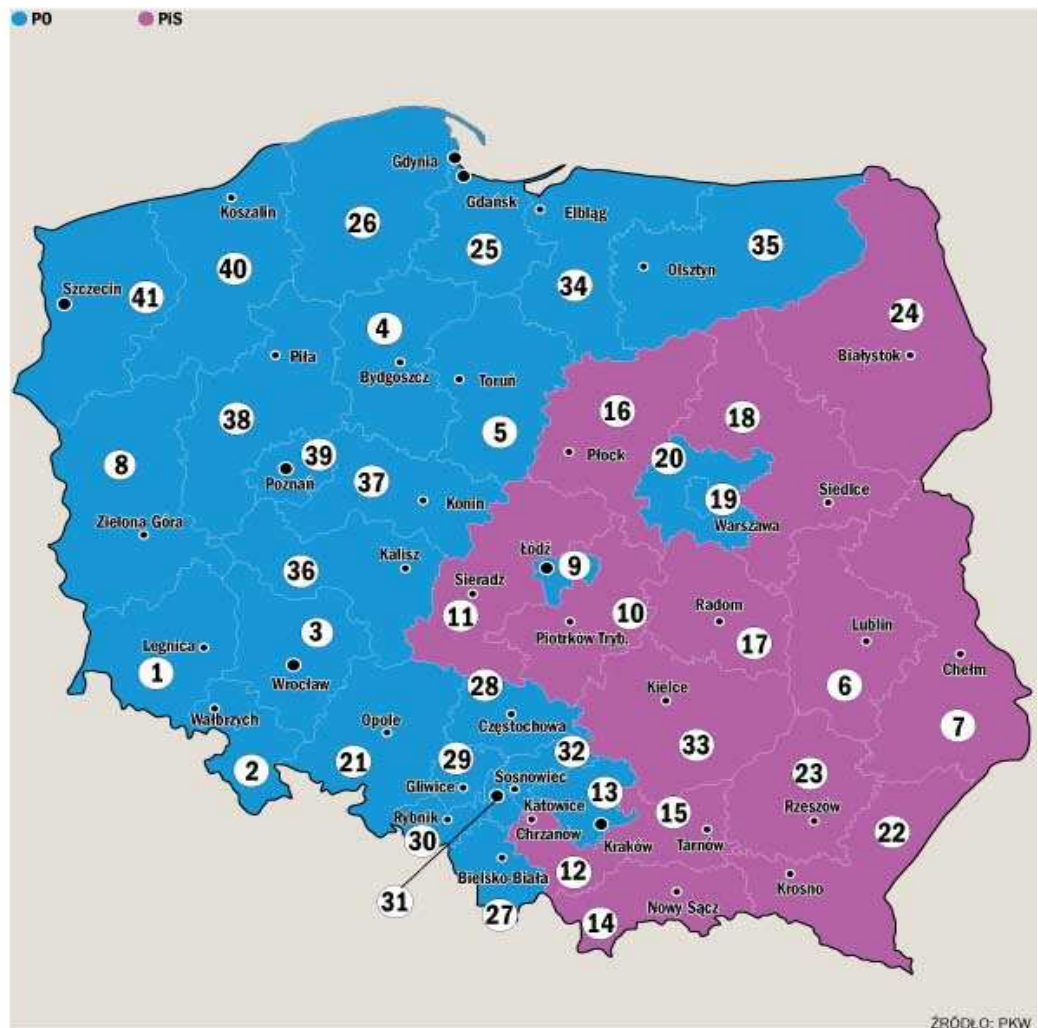 PO PiS
Gdynia
Gdańsk
Koszalin
Elbląg
26
25
35
40
Olsztyn
34
Szczecin
41
24
4
Piła
Białystok
Bydgoszcz
Toruń
16
18
38
5
39
20
Płock
8
Poznań
37
19
Siedlce
Konin
Warszawa
Zielona Góra
Łódź
9
Kalisz
36
Sieradz
11
10
Radom
Piotrków Tryb.
3
17
Lublin
Legnica
Chełm
1
Wrocław
28
Kielce
6
Wałbrzych
Opole
Częstochowa
7
33
32
21
29
2
23
Gliwice
Sosnowiec
13
Katowice
15
Rzeszów
Rybnik
Chrzanów
22
30
Kraków
Tarnów.
12
Bielsko-Biała
Krosno
Nowy Sącz
31
27
14
ŹRÓDŁO: PKW